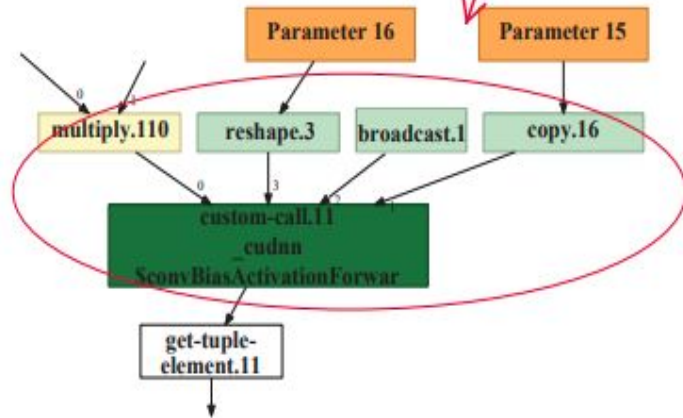 Parameter 16
Parameter 15
0
1
multiply.110
reshape.3
broadcast.1
copy.16
0
3
2
1
custom-call.11
_cudnn
$convBiasActivationForwar
get-tuple-
element.11